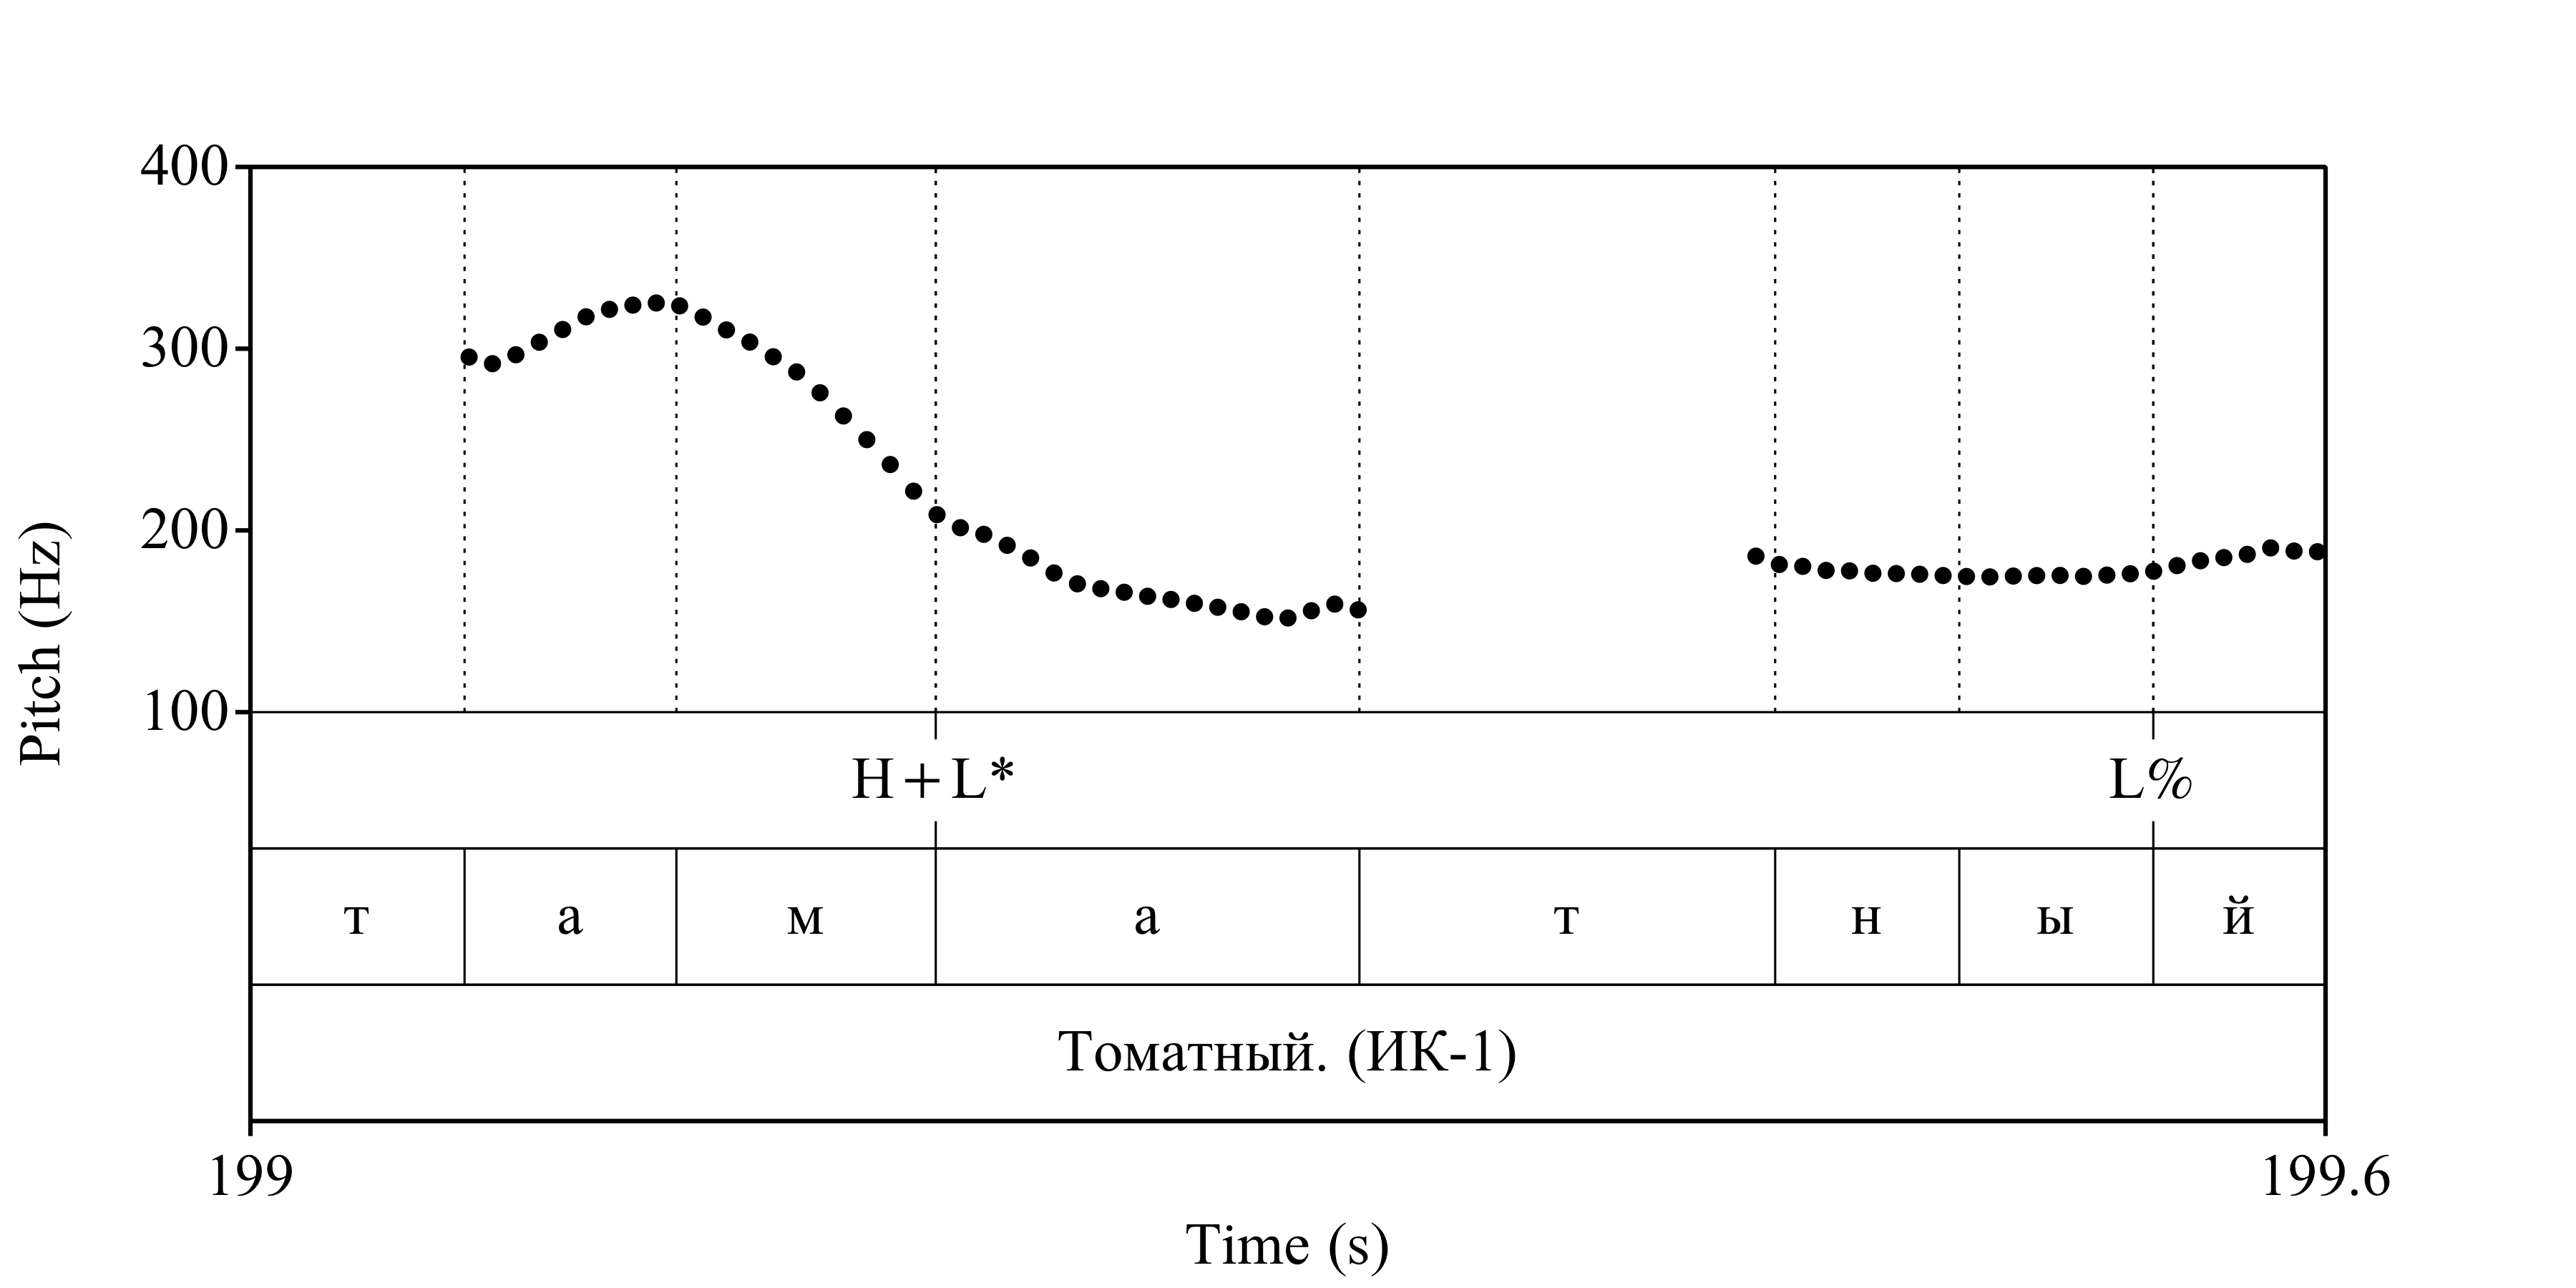 400
300
200
100
Pitch (Hz)
H+L* L%
т а м а т н ы й
Томатный. (ИК-1)
199 199.6
Time (s)